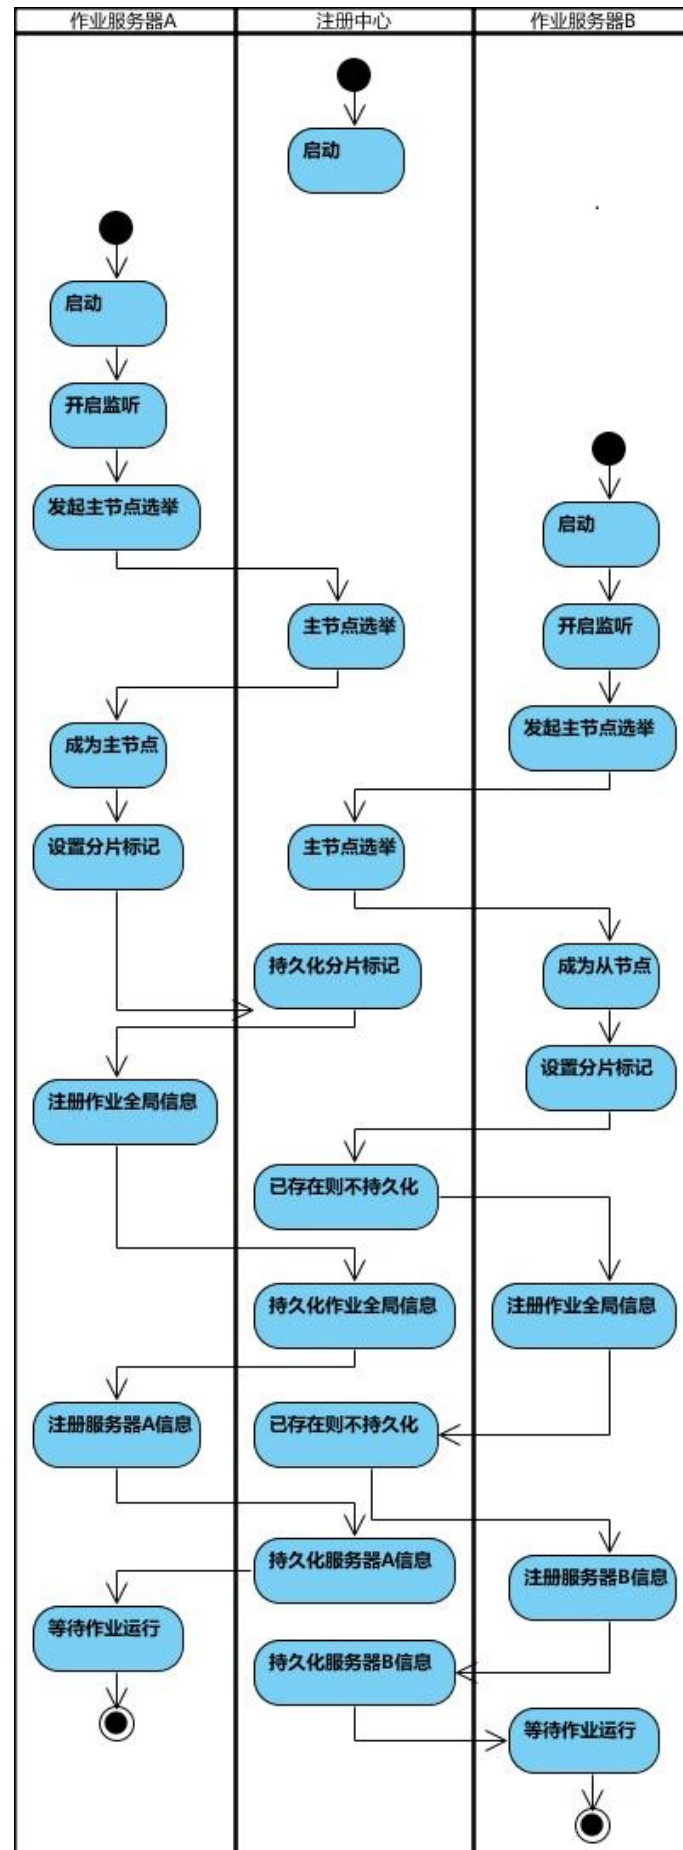 作业服务器A
注册中心
作业服务器B
启动
启动
开启监听
发起主节点选举
启动
主节点选举
开启监听
成为主节点
发起主节点选举
设置分片标记
主节点选举
持久化分片标记
成为从节点
设置分片标记
注册作业全局信息
已存在则不持久化
持久化作业全局信息
注册作业全局信息
注册服务器A信息
已存在则不持久化
持久化服务器A信息
注册服务器B信息
等待作业运行
持久化服务器B信息
等待作业运行